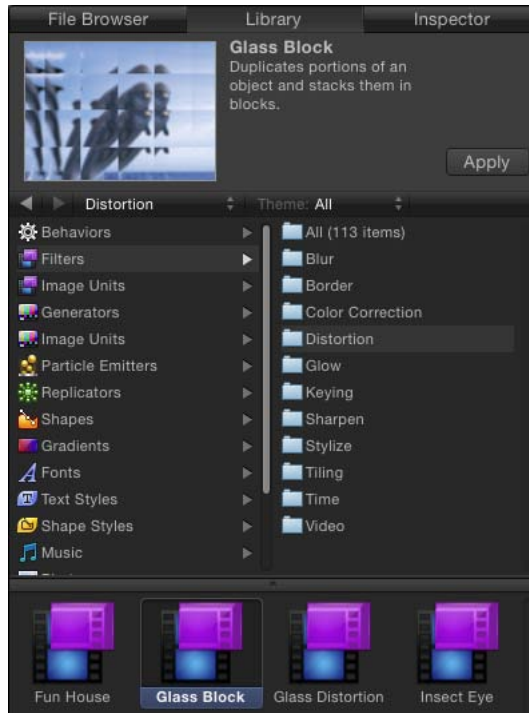 File Browser
Library
Inspector
Glass Block
Duplicates portions of an
object and stacks them in
blocks.
Apply
Distortion
Theme: All
Behaviors
Filters
Image Units
Generators
Image Units
Particle Emitters
Replicators
Shapes
Gradients
Fonts
Text Styles
Shape Styles
Music
All (113 items)
Blur
Border
Color Correction
Distortion
Glow
Keying
Sharpen
Stylize
Tiling
Time
Video
Fun House
Glass Block
Glass Distortion
Insect Eye